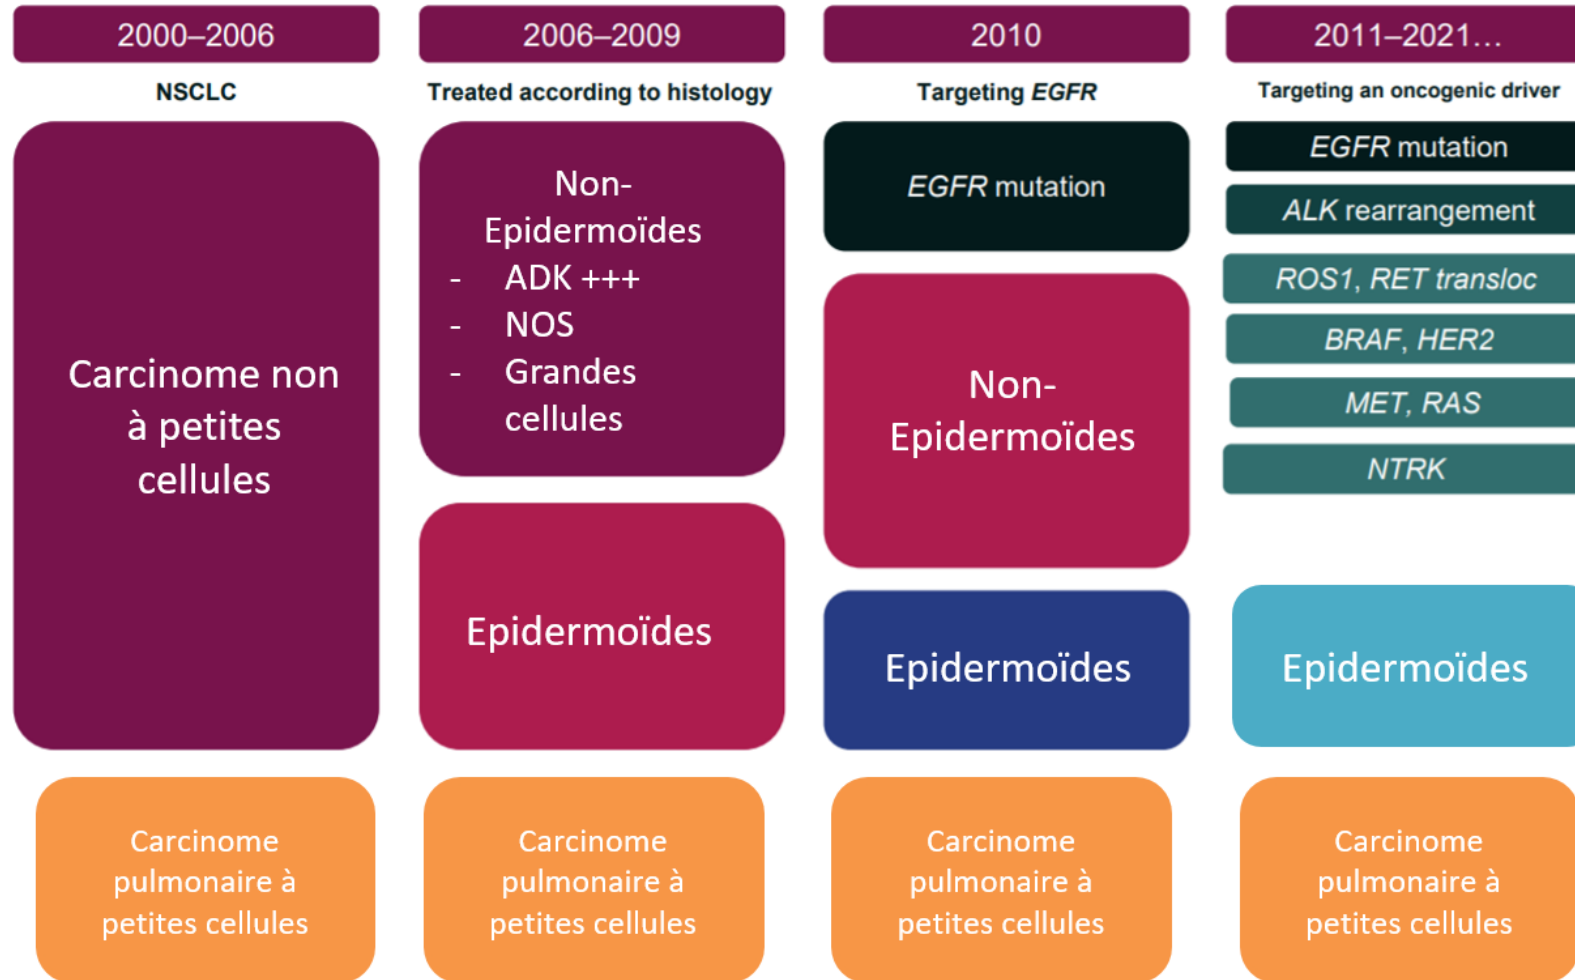 2000–2006
NSCLC
Carcinome non
à petites
cellules
Carcinome
pulmonaire à
petites cellules
2006–2009
Treated according to histology
Non-
Epidermoïdes
- ADK +++
- NOS
- Grandes
cellules
Epidermoïdes
Carcinome
pulmonaire à
petites cellules
2010
Targeting EGFR
EGFR mutation
Non-
Epidermoïdes
Epidermoïdes
Carcinome
pulmonaire à
petites cellules
2011–2021...
Targeting an oncogenic driver
EGFR mutation
ALK rearrangement
ROS1, RET transloc
BRAF, HER2
MET, RAS
NTRK
Epidermoïdes
Carcinome
pulmonaire à
petites cellules